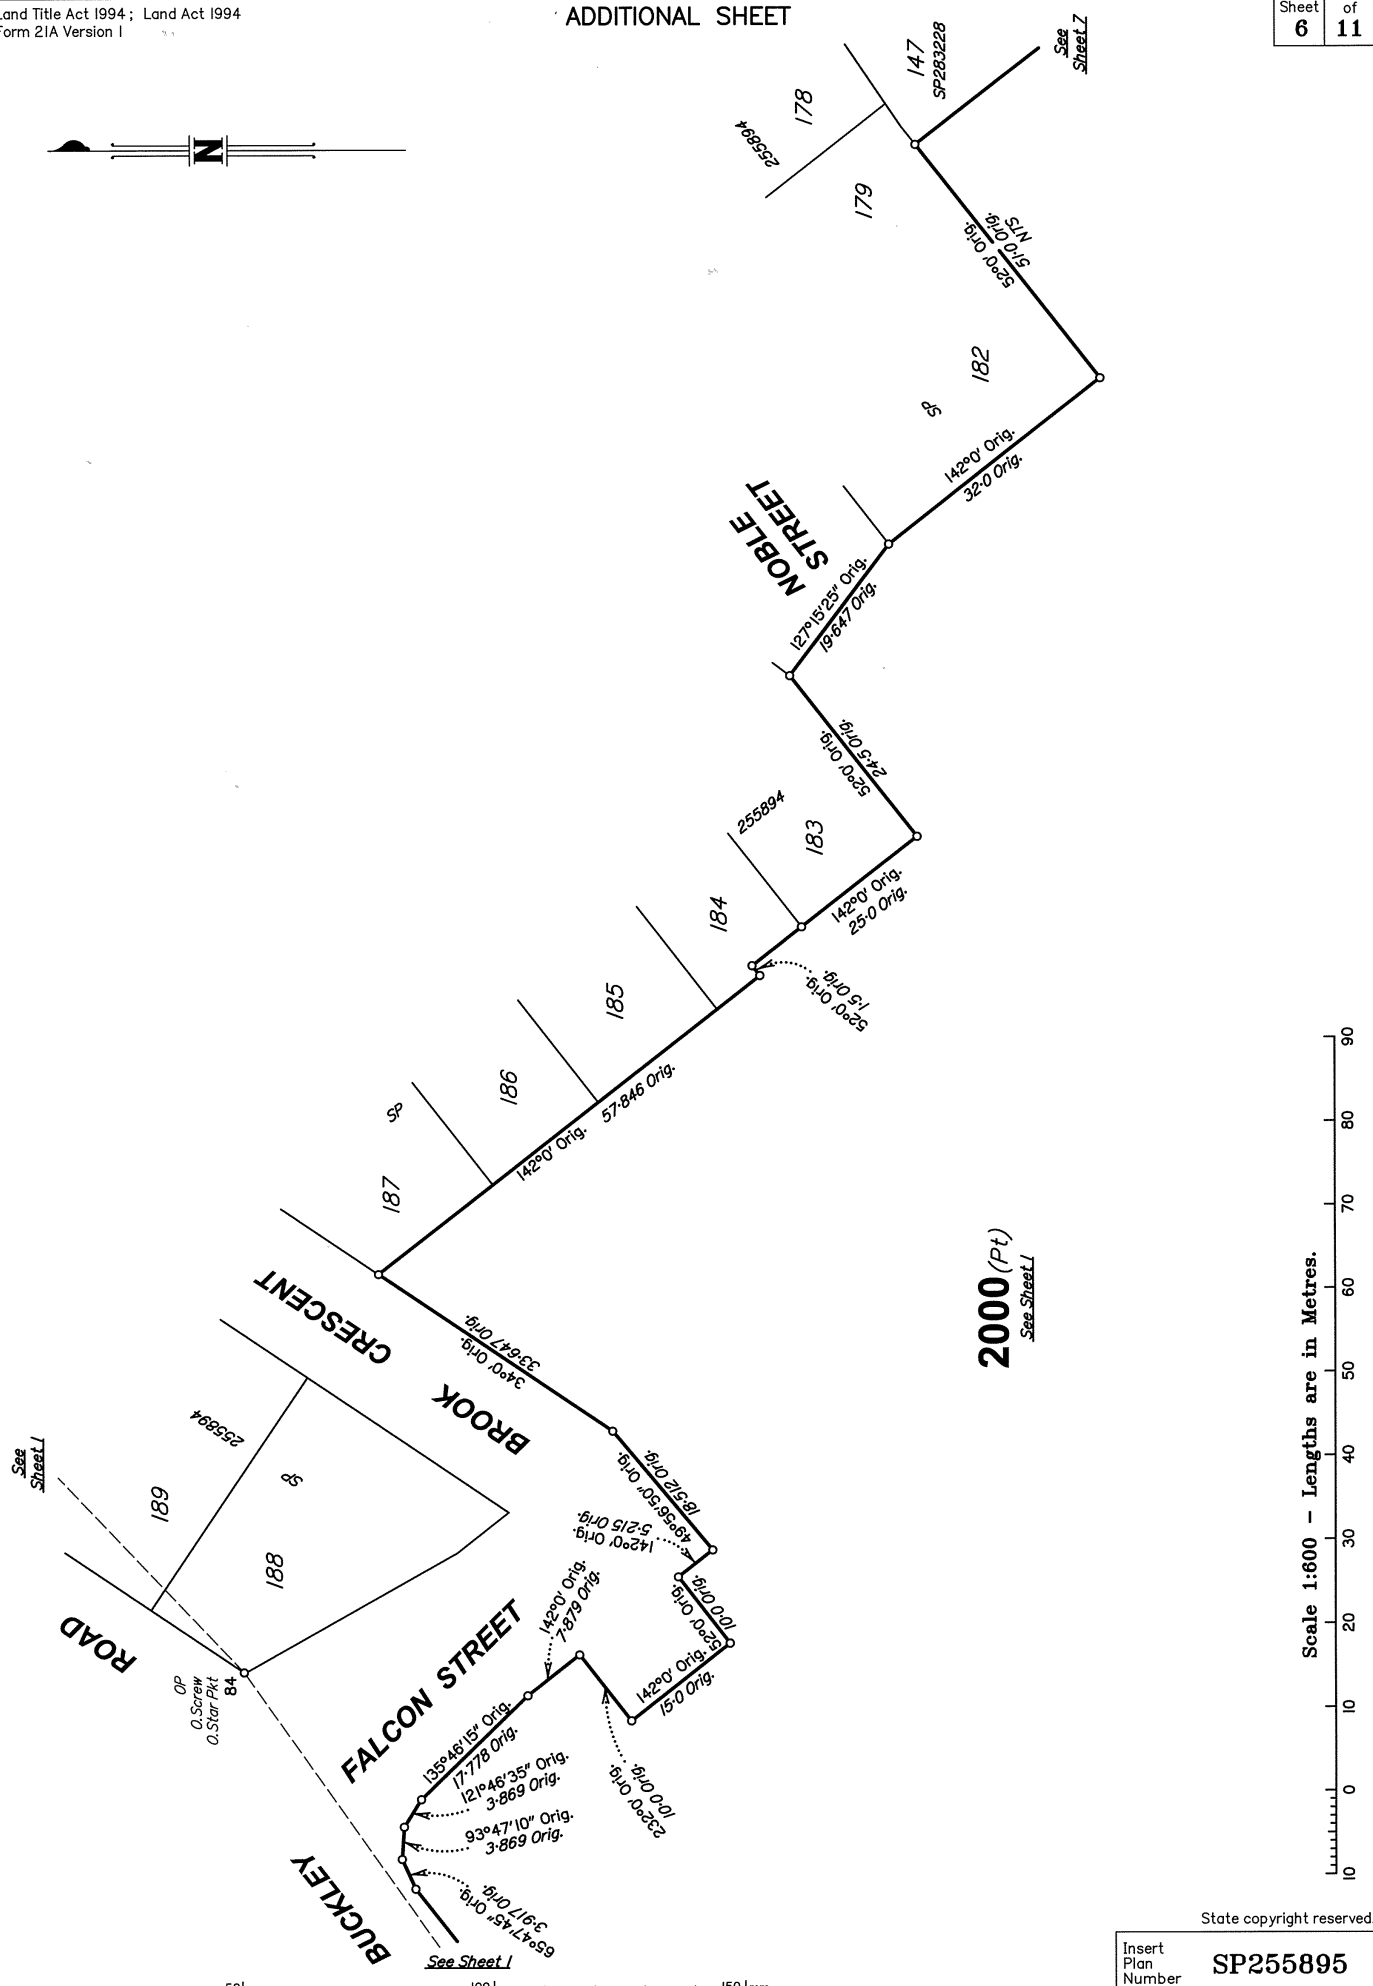 Land Title Act 1994 ; Land Act 1994
Form 21A Version 1
ADDITIONAL SHEET
Sheet of
6 11
N
See
Sheet 7
147
SP283228
178
255894
179
52°0' Orig.
51·0 Orig.
NTS
182
SP
142°0' Orig.
32·0 Orig.
NOBLE
STREET
127°15'25" Orig.
19·647 Orig.
52°0' Orig.
24·5 Orig.
255894
183
142°0' Orig.
25·0 Orig.
184
52°0' Orig.
1·5 Orig.
185
186
SP
187
142°0' Orig.
57·846 Orig.
BROOK CRESCENT
34°0' Orig.
33·647 Orig.
2000 (Pt)
See Sheet 1
See
Sheet 1
255894
189
SP
188
49°56'50" Orig.
18·512 Orig.
142°0' Orig.
5·215 Orig.
52°0' Orig.
10·0 Orig.
142°0' Orig.
7·879 Orig.
142°0' Orig.
15·0 Orig.
232°0' Orig.
10·0 Orig.
BUCKLEY ROAD
OP
O.Screw
O.Star Pkt
84
FALCON STREET
135°46'15" Orig.
17·778 Orig.
121°46'35" Orig.
3·869 Orig.
93°47'10" Orig.
3·869 Orig.
65°47'45" Orig.
3·917 Orig.
See Sheet 1
Scale 1:600 – Lengths are in Metres.
10 0 10 20 30 40 50 60 70 80 90
State copyright reserved.
Insert
Plan
Number
SP255895